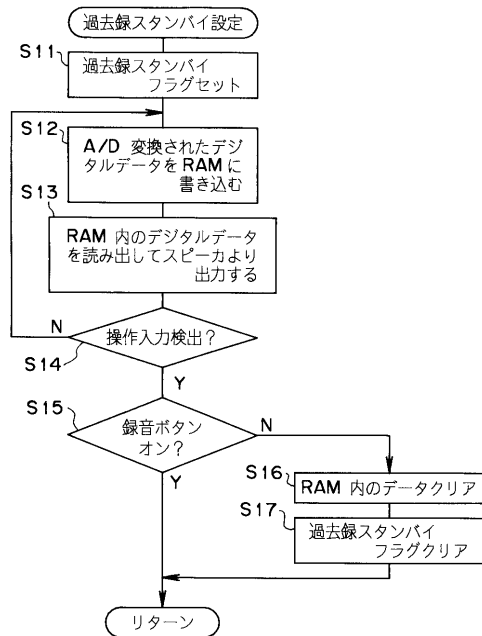 過去録スタンバイ設定
S11
過去録スタンバイ
フラグセット
S12
A/D 変換されたデジ
タルデータを RAM に
書き込む
S13
RAM 内のデジタルデータ
を読み出してスピーカより
出力する
N
操作入力検出？
S14
Y
S15
録音ボタン
オン？
N
Y
S16
RAM 内のデータクリア
S17
過去録スタンバイ
フラグクリア
リターン